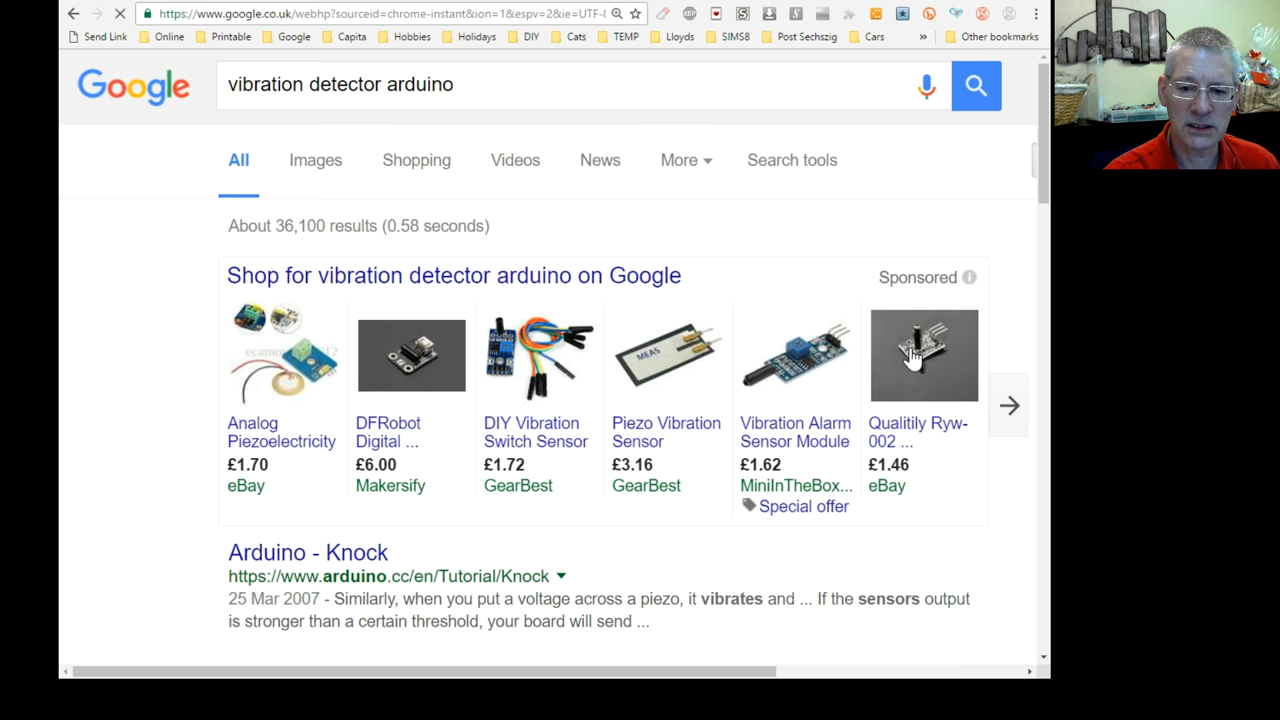 https://www.google.co.uk/webhp?sourceid=chrome-instant&ion=1&espv=2&ie=UTF-
Send Link Online Printable Google Capita Hobbies Holidays DIY Cats TEMP Lloyds SIMS8 Post Sechszig Cars » Other bookmarks
Google
vibration detector arduino
All Images Shopping Videos News More Search tools
About 36,100 results (0.58 seconds)
Shop for vibration detector arduino on Google
Sponsored
MEAS
Analog
Piezoelectricity
£1.70
eBay
DFRobot
Digital ...
£6.00
Makersify
DIY Vibration
Switch Sensor
£1.72
GearBest
Piezo Vibration
Sensor
£3.16
GearBest
Vibration Alarm
Sensor Module
£1.62
MiniInTheBox...
Special offer
Qualitily Ryw-
002 ...
£1.46
eBay
Arduino - Knock
https://www.arduino.cc/en/Tutorial/Knock
25 Mar 2007 - Similarly, when you put a voltage across a piezo, it vibrates and ... If the sensors output
is stronger than a certain threshold, your board will send ...